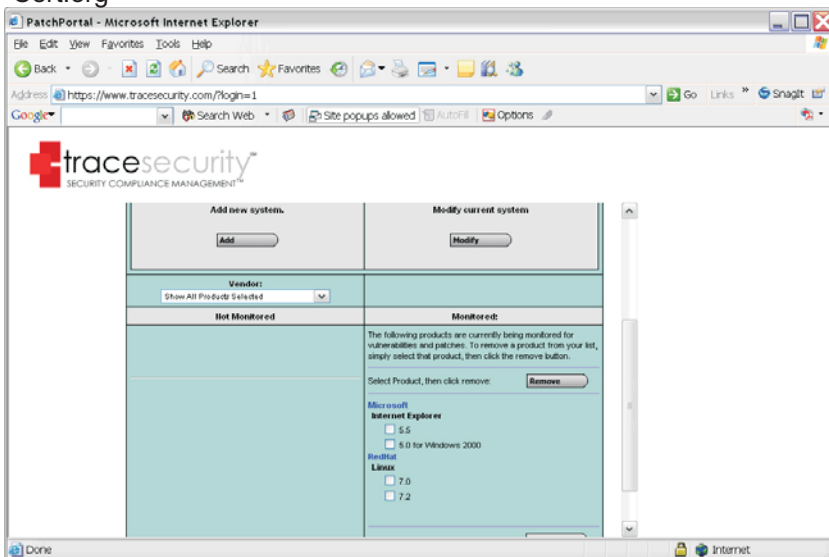 PatchPortal - Microsoft Internet Explorer
File Edit View Favorites Tools Help
Back Search Favorites
Address https://www.tracesecurity.com/?login=1 Go Links » SnagIt
Google Search Web Site popups allowed AutoFill Options
tracesecurity™
SECURITY COMPLIANCE MANAGEMENT™
Add new system. Modify current system
Add Modify
Vendor:
Show All Products Selected
Not Monitored Monitored:
The following products are currently being monitored for
vulnerabilities and patches. To remove a product from your list,
simply select that product, then click the remove button.
Select Product, then click remove: Remove
Microsoft
Internet Explorer
5.5
5.0 for Windows 2000
RedHat
Linux
7.0
7.2
Done Internet